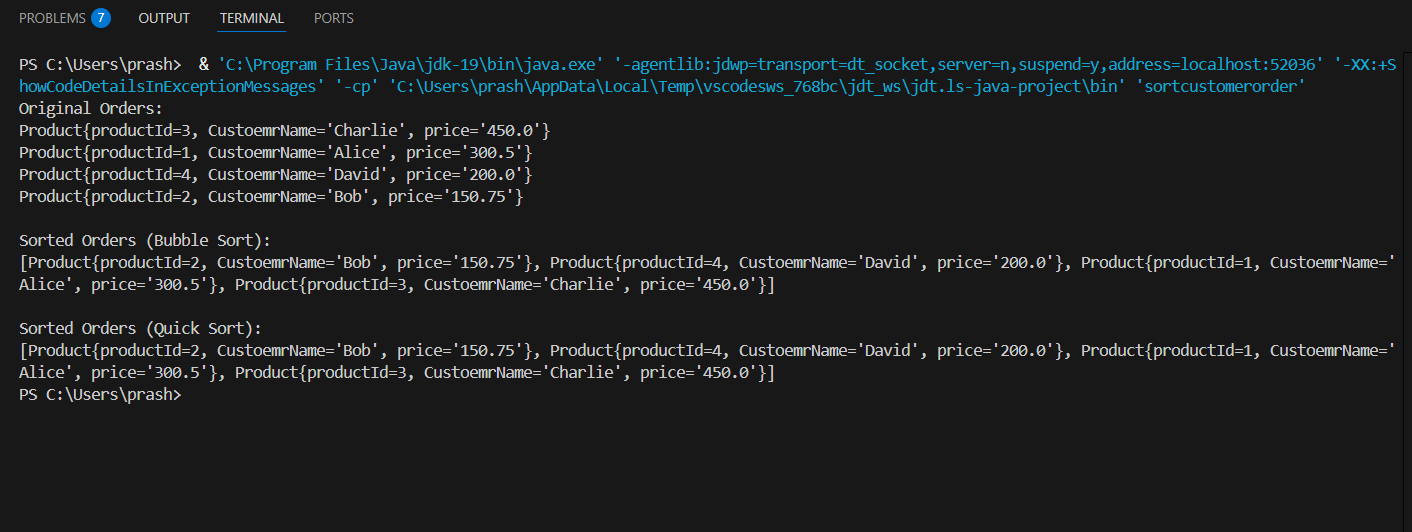 PROBLEMS 7 OUTPUT TERMINAL PORTS
PS C:\Users\prash>  & 'C:\Program Files\Java\jdk-19\bin\java.exe' '-agentlib:jdwp=transport=dt_socket,server=n,suspend=y,address=localhost:52036' '-XX:+S
howCodeDetailsInExceptionMessages' '-cp' 'C:\Users\prash\AppData\Local\Temp\vscodesws_768bc\jdt_ws\jdt.ls-java-project\bin' 'sortcustomerorder'
Original Orders:
Product{productId=3, CustoemrName='Charlie', price='450.0'}
Product{productId=1, CustoemrName='Alice', price='300.5'}
Product{productId=4, CustoemrName='David', price='200.0'}
Product{productId=2, CustoemrName='Bob', price='150.75'}
Sorted Orders (Bubble Sort):
[Product{productId=2, CustoemrName='Bob', price='150.75'}, Product{productId=4, CustoemrName='David', price='200.0'}, Product{productId=1, CustoemrName='
Alice', price='300.5'}, Product{productId=3, CustoemrName='Charlie', price='450.0'}]
Sorted Orders (Quick Sort):
[Product{productId=2, CustoemrName='Bob', price='150.75'}, Product{productId=4, CustoemrName='David', price='200.0'}, Product{productId=1, CustoemrName='
Alice', price='300.5'}, Product{productId=3, CustoemrName='Charlie', price='450.0'}]
PS C:\Users\prash>